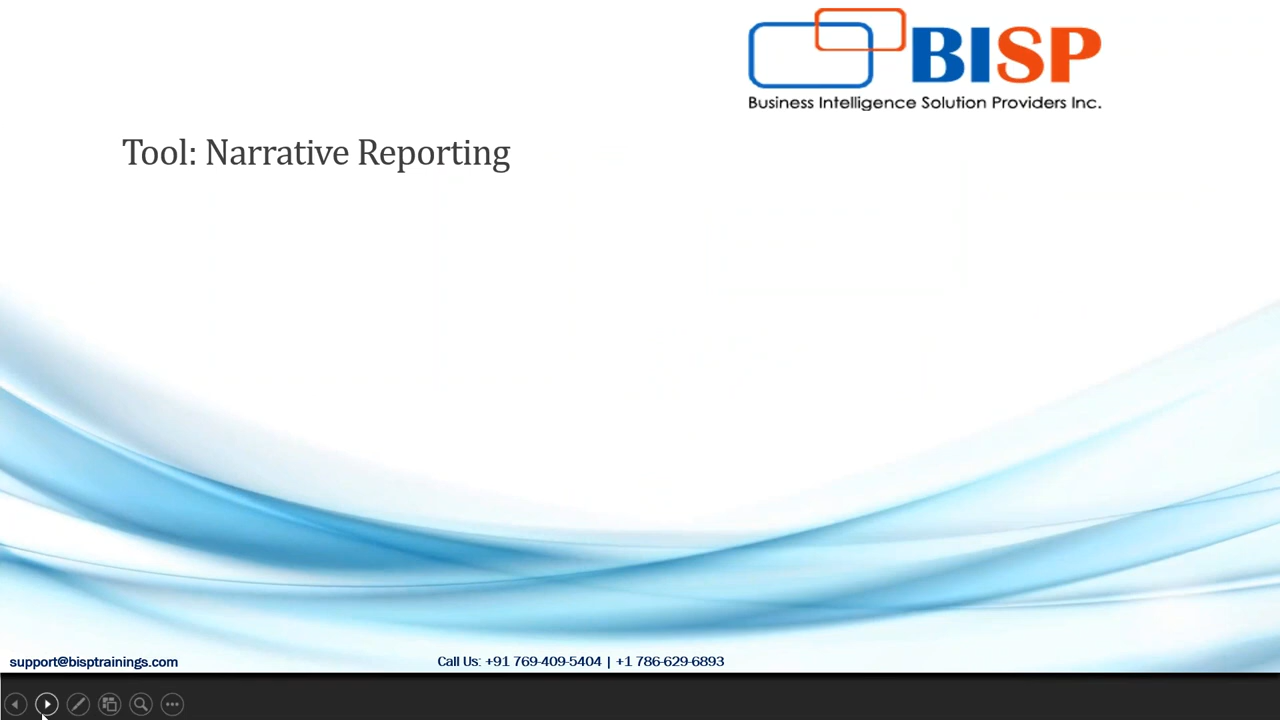 BISP
Business Intelligence Solution Providers Inc.
Tool: Narrative Reporting
support@bisptrainings.com
Call Us: +91 769-409-5404 | +1 786-629-6893